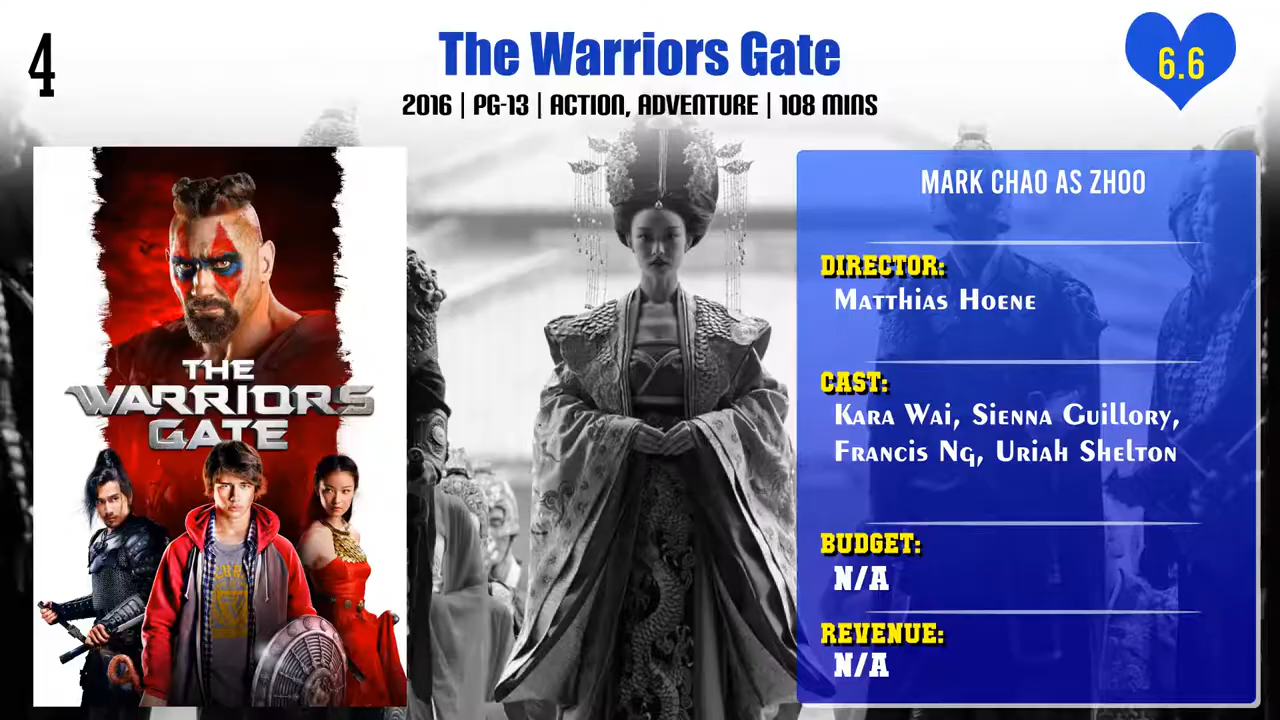 4
The Warriors Gate
6.6
2016 | PG-13 | ACTION, ADVENTURE | 108 MINS
THE
WARRIORS
GATE
MARK CHAO AS ZHOO
DIRECTOR:
Matthias Hoene
CAST:
Kara Wai, Sienna Guillory,
Francis Ng, Uriah Shelton
BUDGET:
N/A
REVENUE:
N/A